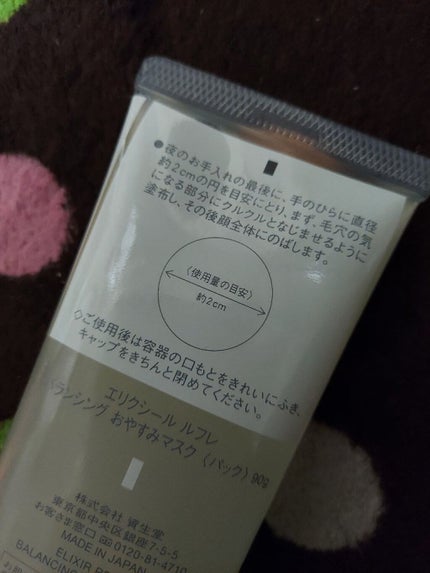 ●夜のお手入れの最後に、手のひらに直径
約2cmの円を目安にとり、まず、毛穴の気
になる部分にクルクルとなじませるように
塗布し、その後顔全体にのばします。
〈使用量の目安〉
約2cm
◇ご使用後は容器の口もとをきれいにふき、
キャップをきちんと閉めてください。
エリクシール ルフレ
バランシング おやすみマスク 〈パック〉 90g
株式会社 資生堂
東京都中央区銀座7-5-5
お客さま窓口 0120-81-4710
MADE IN JAPAN
ELIXIR
BALANCING